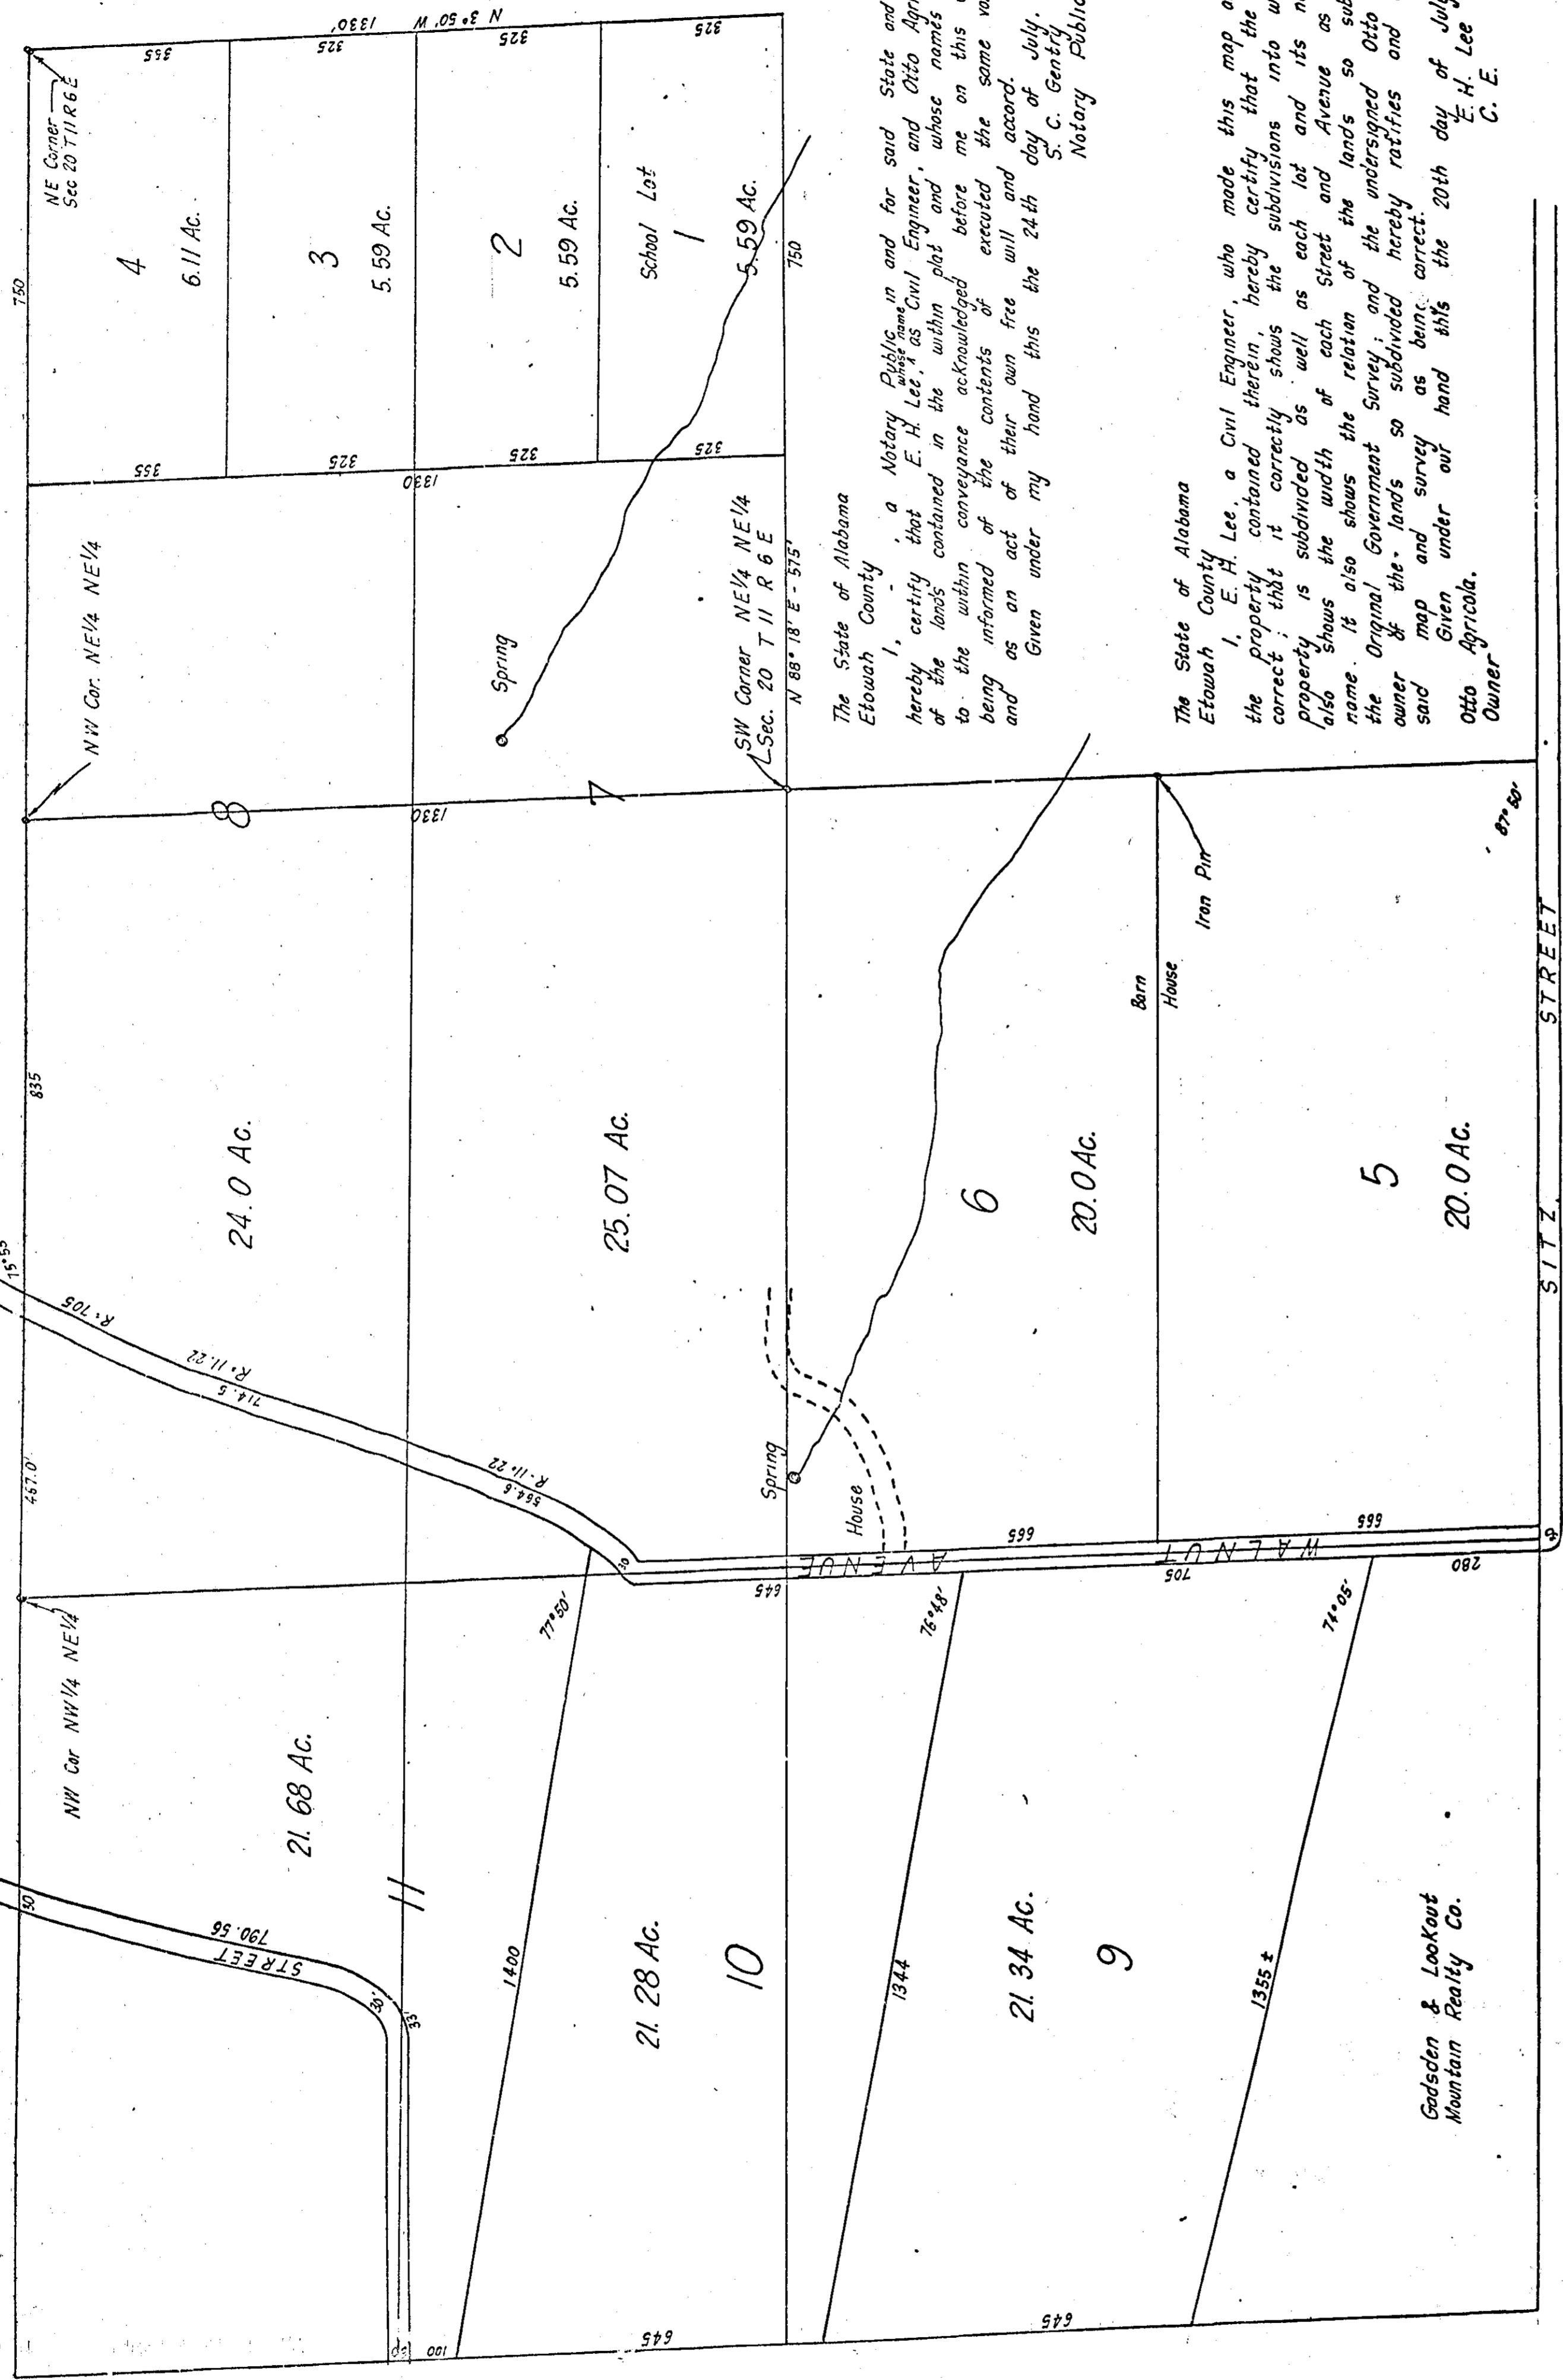 NE Corner
Sec 20 T11R6E
750
355
325
1330'
N 3° 50' W
325
325
4
6.11 Ac.
3
5.59 Ac.
2
5.59 Ac.
School Lot
1
5.59 Ac.
750
355
325
1330
325
325
NW Cor. NE¼ NE¼
Spring
SW Corner NE¼ NE¼
Sec. 20 T 11 R 6 E
N 88° 18' E - 575'
8
1330
7
835
24.0 Ac.
25.07 Ac.
15°55'
R=705
R=11.22
714.5
R=11.22
564.6
30
467.0'
NW Cor NW¼ NE¼
21.68 Ac.
30
790.56
STREET
30'
33'
11
100
77°50'
1400
21.28 Ac.
10
645
645
Spring
House
6
20.0 Ac.
Barn
House
Iron Pin
5
20.0 Ac.
87°50'
AVENUE
WALNUT
665
665
705
280
76°48'
1344
21.34 Ac.
9
74°05'
1355 ±
645
Gadsden & Lookout
Mountain Realty Co.
SITZ STREET
The State of Alabama
Etowah County
I, - , a Notary Public in and for said State and
whose name
hereby certify that E. H. Lee, ^ as Civil Engineer, and Otto Agri
of the lands contained in the within plat and whose names
to the within conveyance acknowledged before me on this
being informed of the contents of executed the same vo
and as an act of their own free will and accord.
Given under my hand this the 24th day of July.
S. C. Gentry
Notary Public
The State of Alabama
Etowah County
I, E. H. Lee, a Civil Engineer, who made this map a
the property contained therein, hereby certify that the
correct; that it correctly shows the subdivisions into w
property is subdivided as well as each lot and its n
also shows the width of each Street and Avenue as
name. It also shows the relation of the lands so sub
the Original Government Survey; and the undersigned Otto
owner of the lands so subdivided hereby ratifies and
said map and survey as being correct.
Given under our hand this the 20th day of July
Otto Agricola.
Owner
E. H. Lee
C. E.